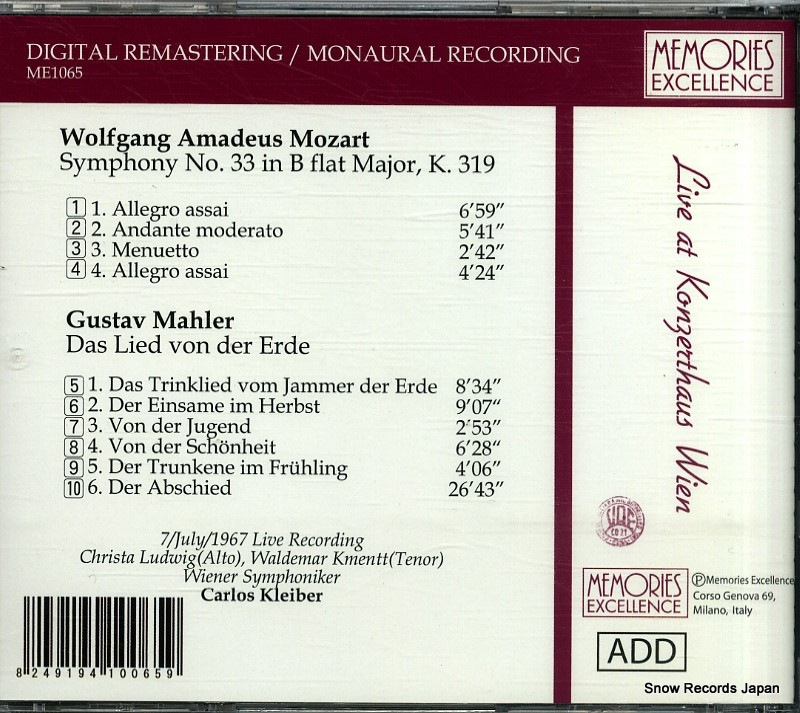 DIGITAL REMASTERING / MONAURAL RECORDING
ME1065
MEMORIES
EXCELLENCE
Wolfgang Amadeus Mozart
Symphony No. 33 in B flat Major, K. 319
1 1. Allegro assai 6'59"
2 2. Andante moderato 5'41"
3 3. Menuetto 2'42"
4 4. Allegro assai 4'24"
Gustav Mahler
Das Lied von der Erde
5 1. Das Trinklied vom Jammer der Erde 8'34"
6 2. Der Einsame im Herbst 9'07"
7 3. Von der Jugend 2'53"
8 4. Von der Schönheit 6'28"
9 5. Der Trunkene im Frühling 4'06"
10 6. Der Abschied 26'43"
7/July/1967 Live Recording
Christa Ludwig(Alto), Waldemar Kmentt(Tenor)
Wiener Symphoniker
Carlos Kleiber
8 249194 100659
Live at Konzerthaus Wien
MEMORIES
EXCELLENCE
ⓅMemories Excellence
Corso Genova 69,
Milano, Italy
ADD
Snow Records Japan